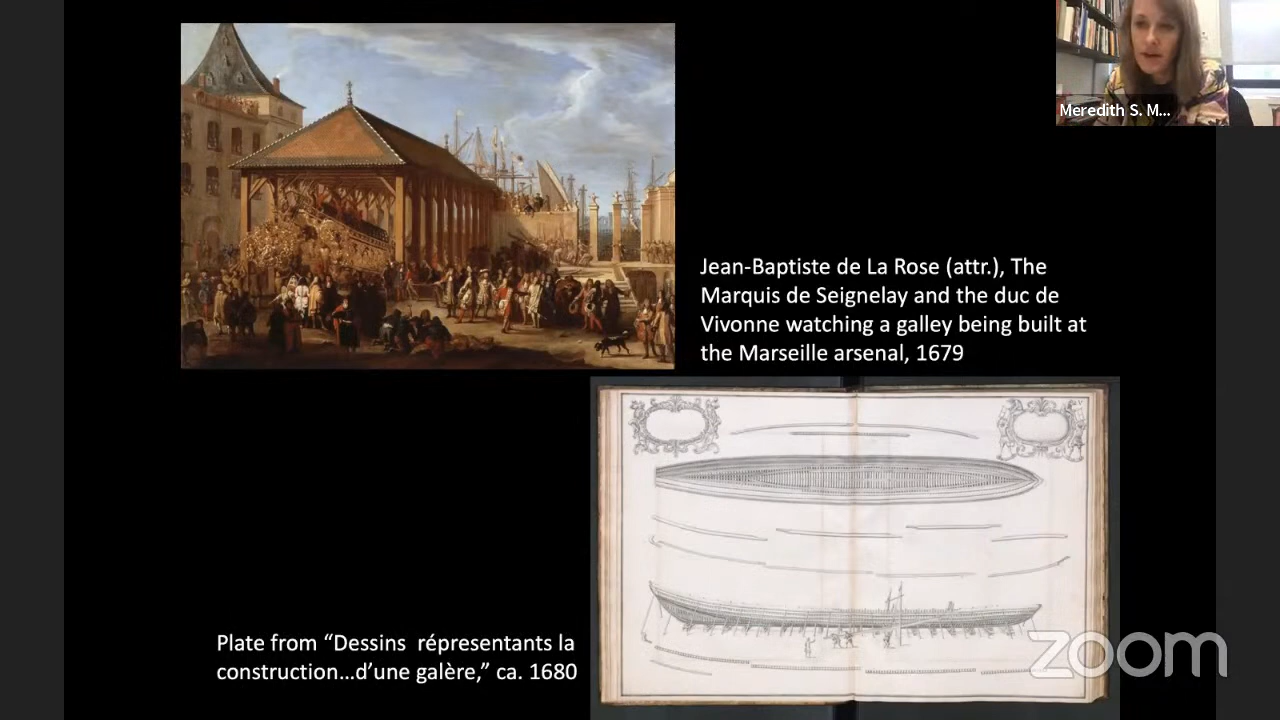 Meredith S. M...
Jean-Baptiste de La Rose (attr.), The
Marquis de Seignelay and the duc de
Vivonne watching a galley being built at
the Marseille arsenal, 1679
Plate from “Dessins répresentants la
construction…d’une galère,” ca. 1680
zoom